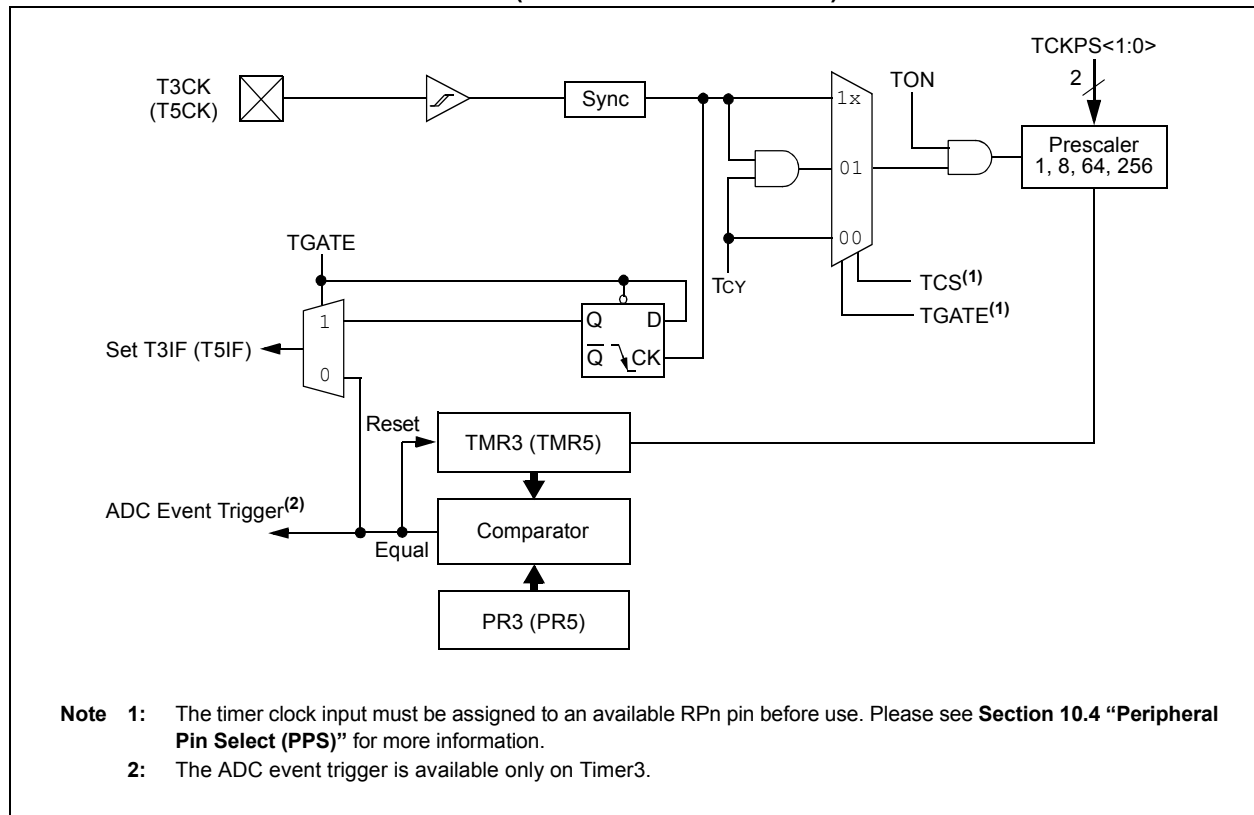 TCKPS<1:0>
2
T3CK
(T5CK)
Sync
1x
TON
Prescaler
1, 8, 64, 256
01
00
TGATE
TCY
TCS(1)
TGATE(1)
1
Q
D
Set T3IF (T5IF)
Q
CK
0
Reset
TMR3 (TMR5)
ADC Event Trigger(2)
Equal
Comparator
PR3 (PR5)
Note 1: The timer clock input must be assigned to an available RPn pin before use. Please see Section 10.4 “Peripheral
Pin Select (PPS)” for more information.
2: The ADC event trigger is available only on Timer3.